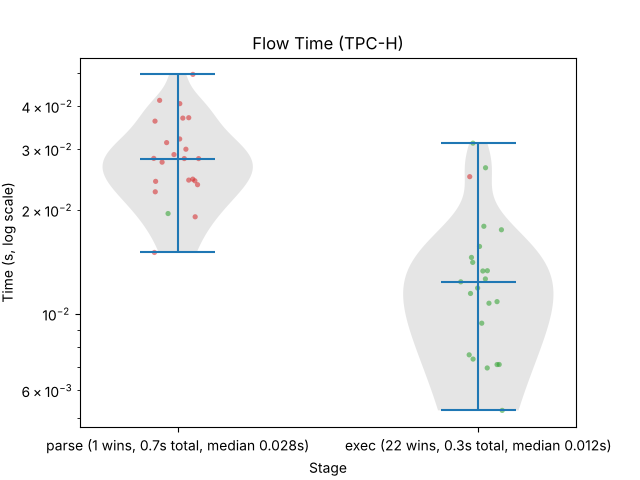 Flow Time (TPC-H)
Time (s, log scale)
4 × 10⁻²
3 × 10⁻²
2 × 10⁻²
10⁻²
6 × 10⁻³
parse (1 wins, 0.7s total, median 0.028s)
exec (22 wins, 0.3s total, median 0.012s)
Stage